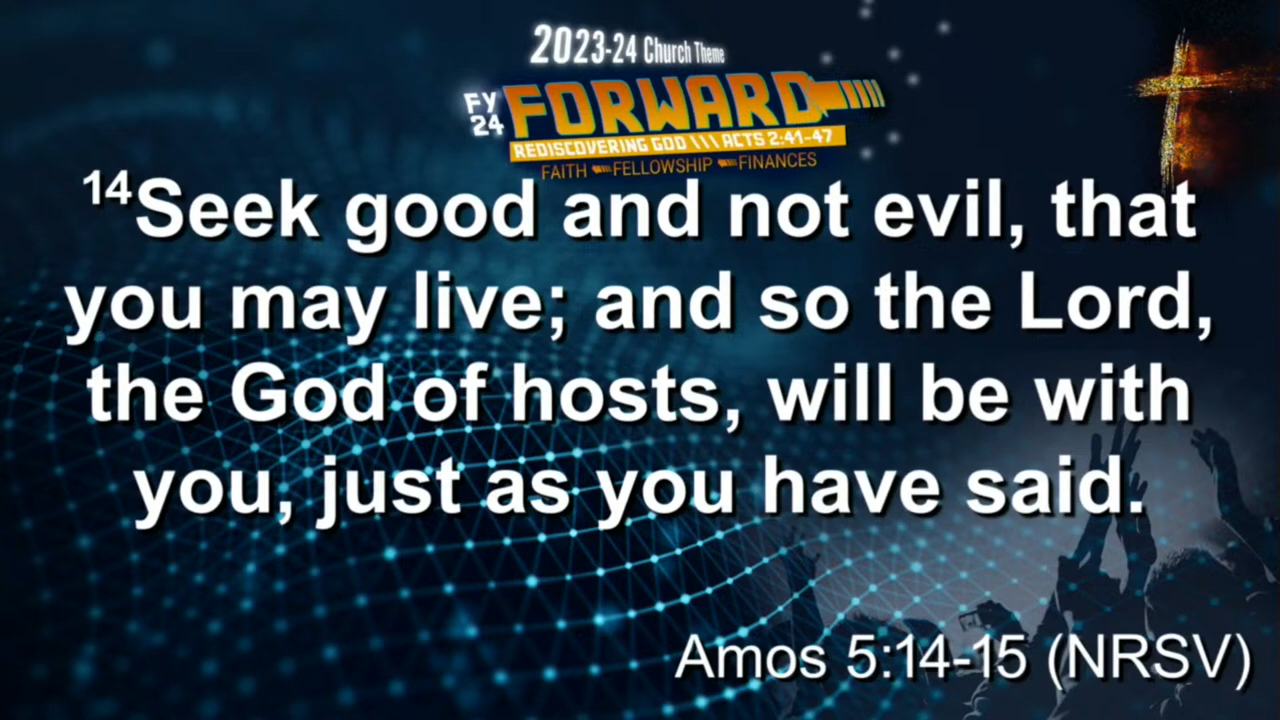 2023-24 Church Theme
FY 24 FORWARD
REDISCOVERING GOD \\\ ACTS 2:41-47
FAITH FELLOWSHIP FINANCES
14Seek good and not evil, that
you may live; and so the Lord,
the God of hosts, will be with
you, just as you have said.
Amos 5:14-15 (NRSV)